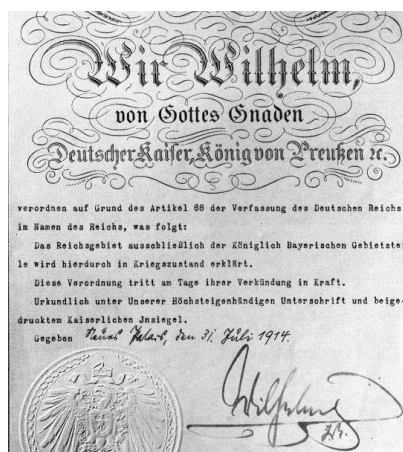 Wir Wilhelm,
von Gottes Gnaden
Deutscher Kaiser, König von Preußen ꝛc.
verordnen auf Grund des Artikel 68 der Verfassung des Deutschen Reichs
im Namen des Reichs, was folgt:
Das Reichsgebiet ausschließlich der Königlich Bayerischen Gebietstei
le wird hierdurch in Kriegszustand erklärt.
Diese Verordnung tritt am Tage ihrer Verkündung in Kraft.
Urkundlich unter Unserer Höchsteigenhändigen Unterschrift und beige-
drucktem Kaiserlichen Jnsiegel.
Gegeben Neues Palais, den 31. Juli 1914.
Wilhelm
I.R.